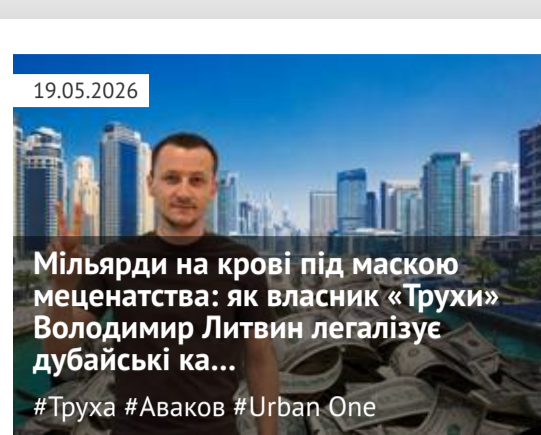 19.05.2026
Мільярди на крові під маскою
меценатства: як власник «Трухи»
Володимир Литвин легалізує
дубайські ка...
#Труха #Аваков #Urban One